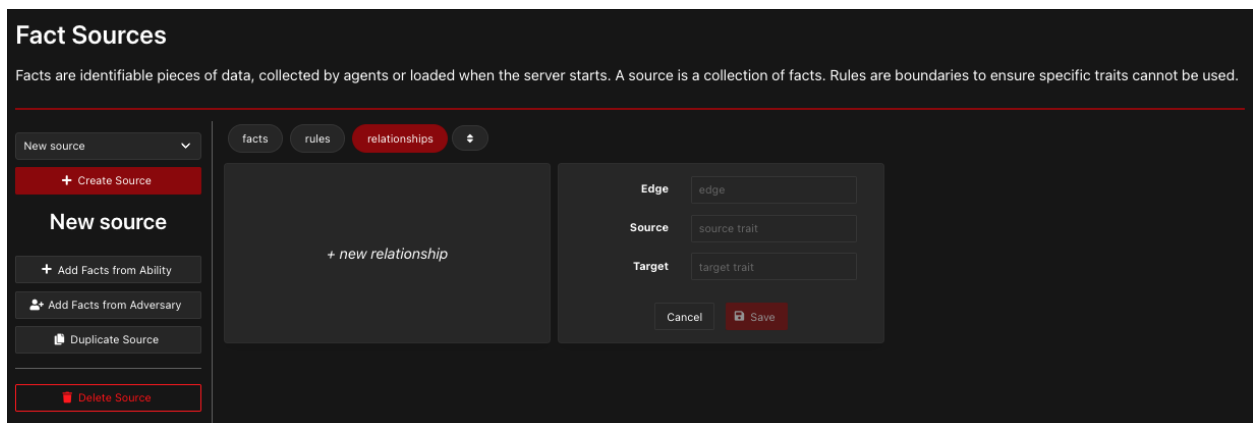 Fact Sources
Facts are identifiable pieces of data, collected by agents or loaded when the server starts. A source is a collection of facts. Rules are boundaries to ensure specific traits cannot be used.
New source
+ Create Source
New source
+ Add Facts from Ability
Add Facts from Adversary
Duplicate Source
Delete Source
facts rules relationships
+ new relationship
Edge edge
Source source trait
Target target trait
Cancel Save